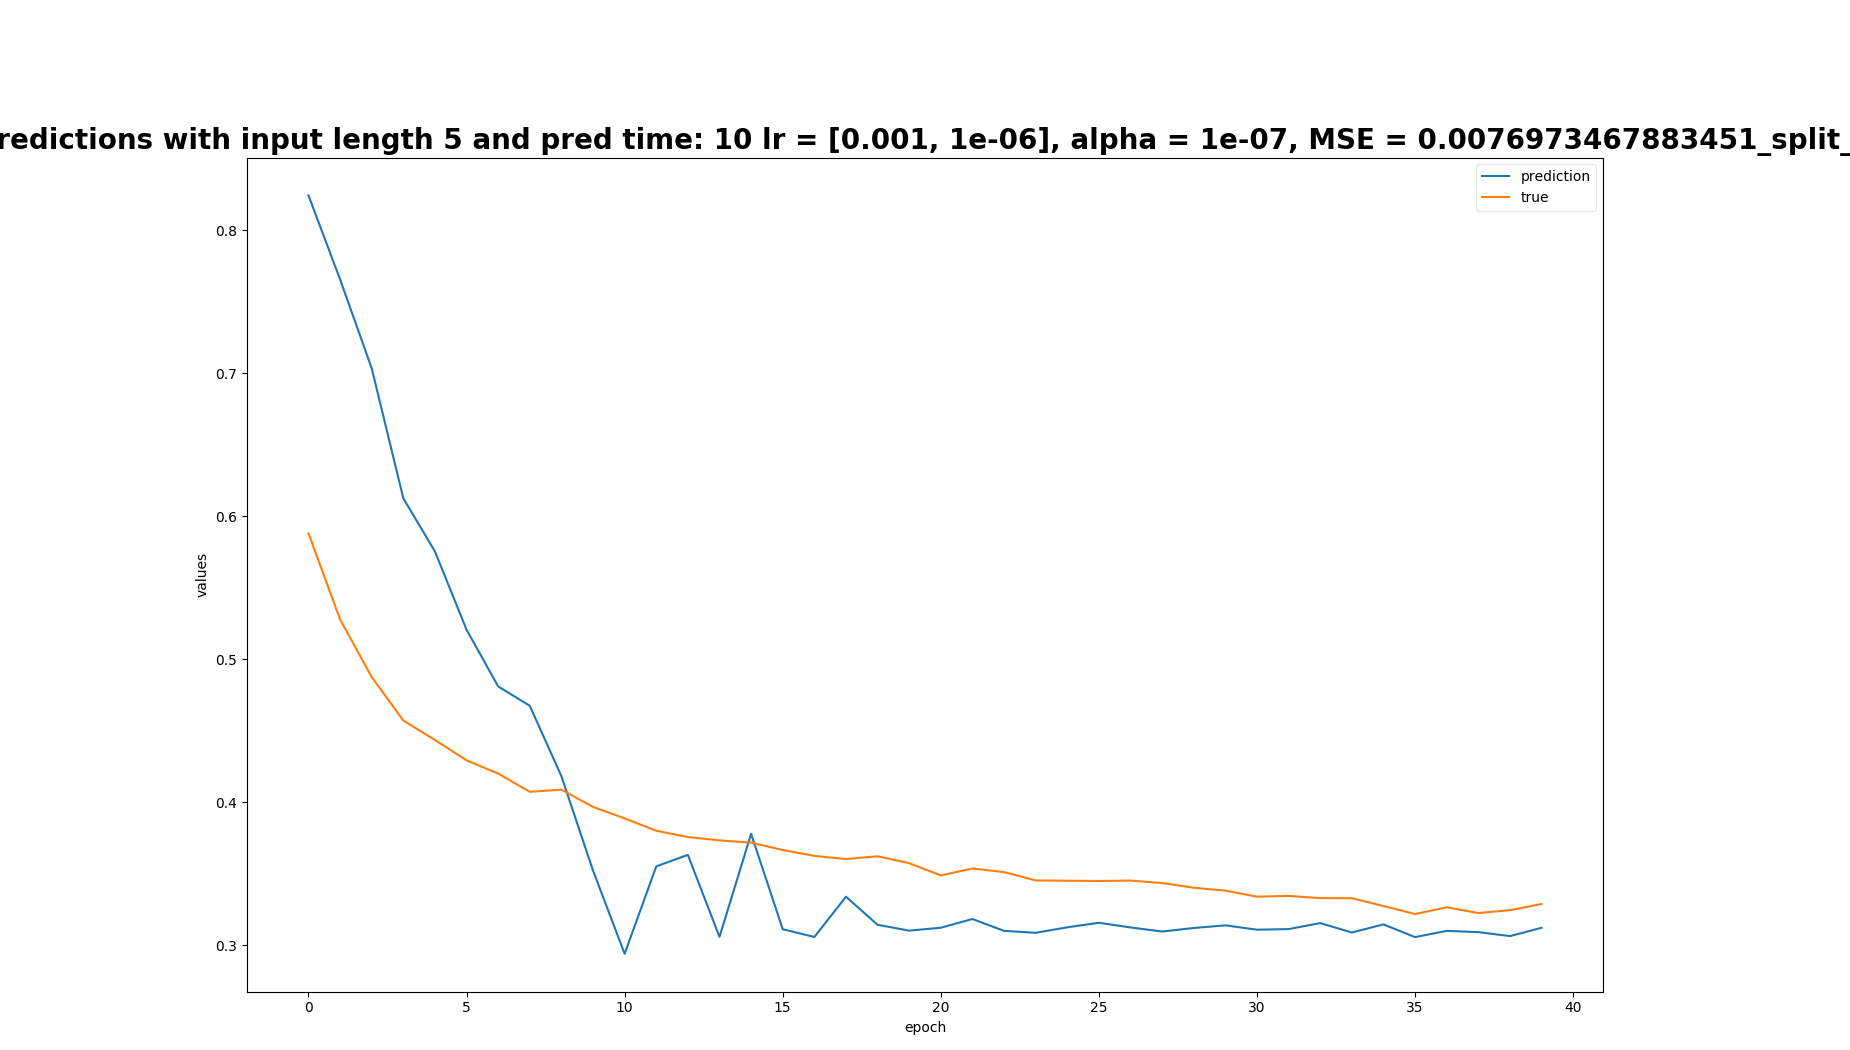 redictions with input length 5 and pred time: 10 lr = [0.001, 1e-06], alpha = 1e-07, MSE = 0.0076973467883451_split_
prediction
true
0.8
0.7
0.6
0.5
0.4
0.3
values
0 5 10 15 20 25 30 35 40
epoch